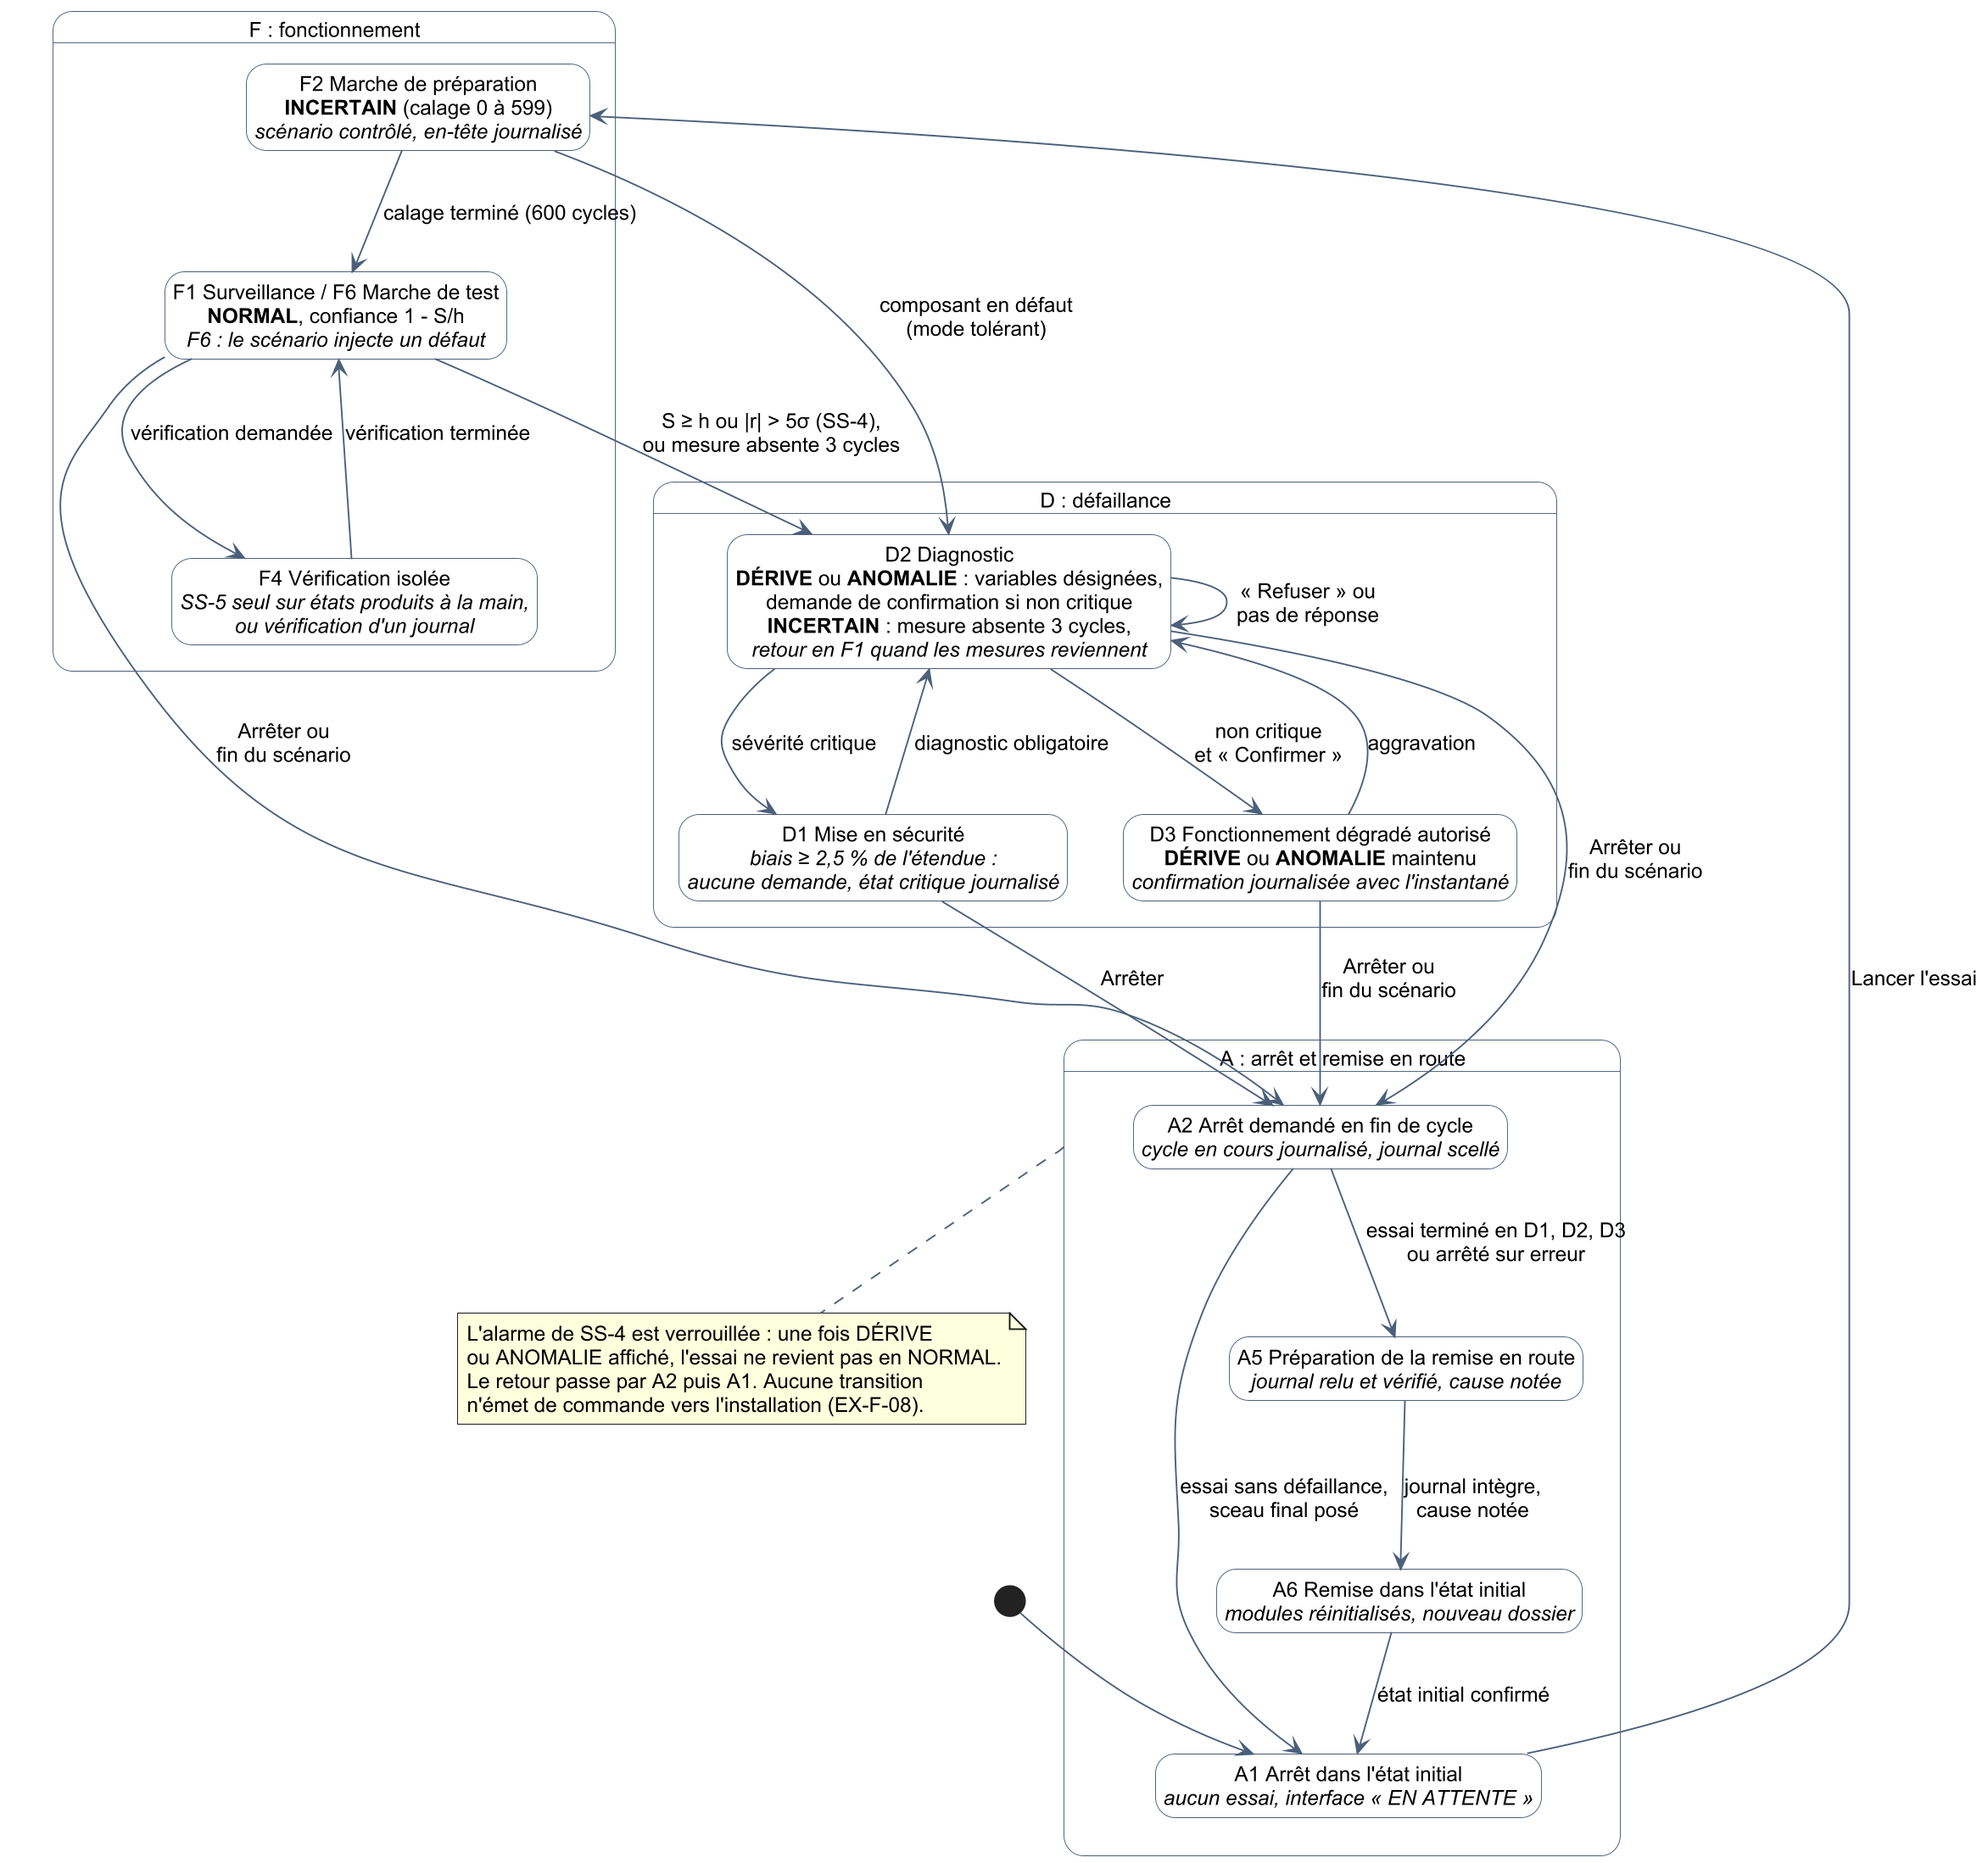 F : fonctionnement
F2 Marche de préparation
INCERTAIN (calage 0 à 599)
scénario contrôlé, en-tête journalisé
calage terminé (600 cycles)
composant en défaut
(mode tolérant)
F1 Surveillance / F6 Marche de test
NORMAL, confiance 1 - S/h
F6 : le scénario injecte un défaut
vérification demandée
vérification terminée
S ≥ h ou |r| > 5σ (SS-4),
ou mesure absente 3 cycles
F4 Vérification isolée
SS-5 seul sur états produits à la main,
ou vérification d'un journal
Arrêter ou
fin du scénario
D : défaillance
D2 Diagnostic
DÉRIVE ou ANOMALIE : variables désignées,
demande de confirmation si non critique
INCERTAIN : mesure absente 3 cycles,
retour en F1 quand les mesures reviennent
« Refuser » ou
pas de réponse
sévérité critique
diagnostic obligatoire
non critique
et « Confirmer »
aggravation
D1 Mise en sécurité
biais ≥ 2,5 % de l'étendue :
aucune demande, état critique journalisé
D3 Fonctionnement dégradé autorisé
DÉRIVE ou ANOMALIE maintenu
confirmation journalisée avec l'instantané
Arrêter ou
fin du scénario
Arrêter
Arrêter ou
fin du scénario
Lancer l'essai
A : arrêt et remise en route
A2 Arrêt demandé en fin de cycle
cycle en cours journalisé, journal scellé
essai terminé en D1, D2, D3
ou arrêté sur erreur
L'alarme de SS-4 est verrouillée : une fois DÉRIVE
ou ANOMALIE affiché, l'essai ne revient pas en NORMAL.
Le retour passe par A2 puis A1. Aucune transition
n'émet de commande vers l'installation (EX-F-08).
A5 Préparation de la remise en route
journal relu et vérifié, cause notée
essai sans défaillance,
sceau final posé
journal intègre,
cause notée
A6 Remise dans l'état initial
modules réinitialisés, nouveau dossier
état initial confirmé
A1 Arrêt dans l'état initial
aucun essai, interface « EN ATTENTE »